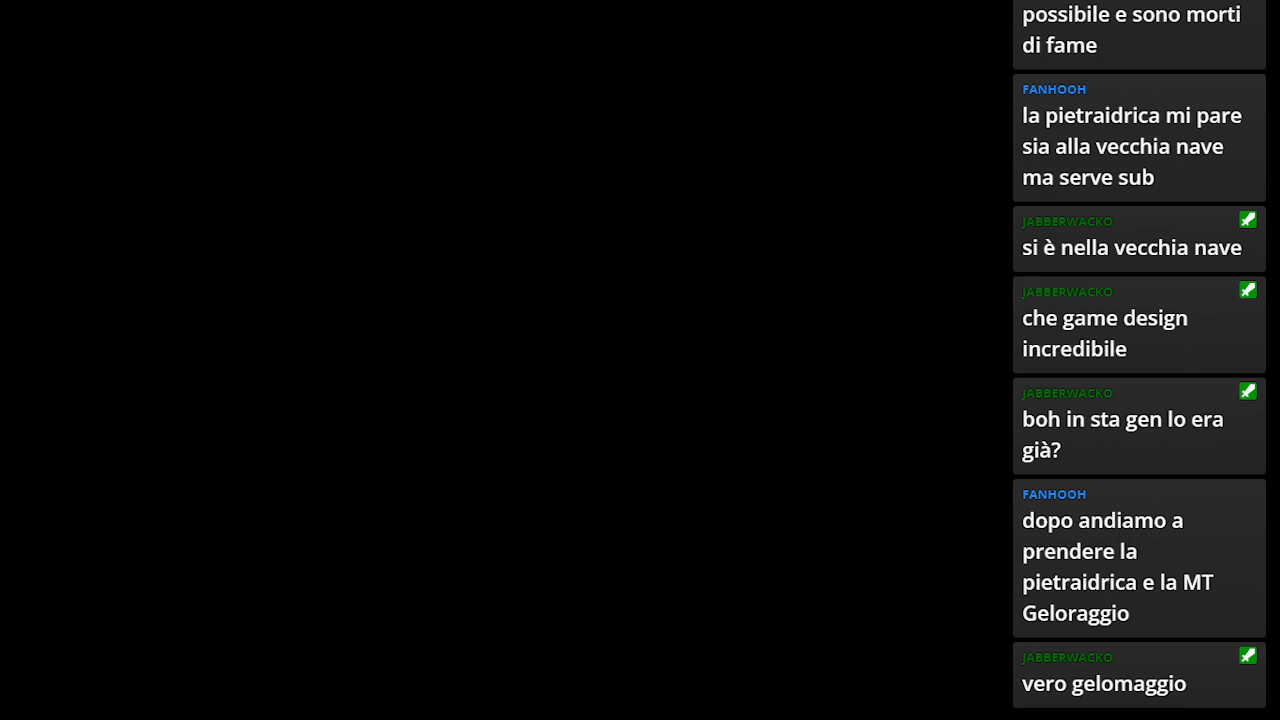 possibile e sono morti
di fame
FANHOOH
la pietraidrica mi pare
sia alla vecchia nave
ma serve sub
JABBERWACKO
si è nella vecchia nave
JABBERWACKO
che game design
incredibile
JABBERWACKO
boh in sta gen lo era
già?
FANHOOH
dopo andiamo a
prendere la
pietraidrica e la MT
Geloraggio
JABBERWACKO
vero gelomaggio